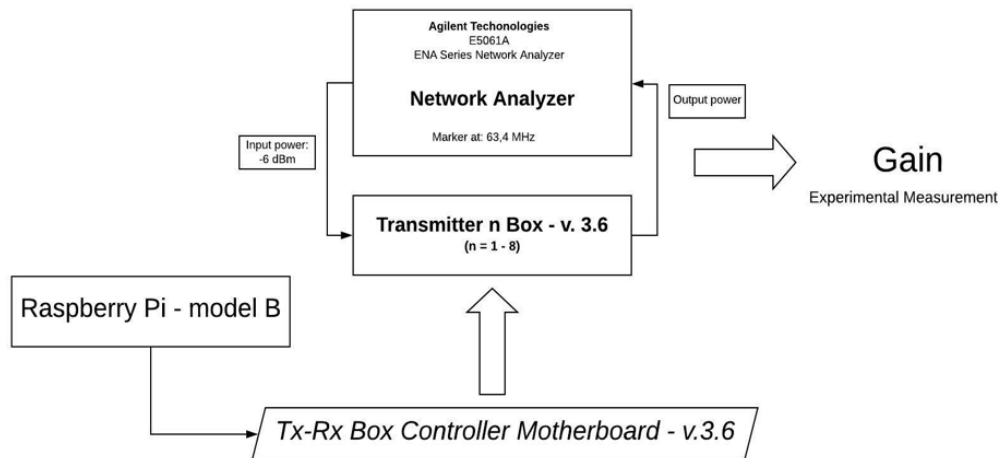 Agilent Techonologies
E5061A
ENA Series Network Analyzer
Network Analyzer
Marker at: 63,4 MHz
Output power
Input power:
-6 dBm
Gain
Experimental Measurement
Transmitter n Box - v. 3.6
(n = 1 - 8)
Raspberry Pi - model B
Tx-Rx Box Controller Motherboard - v.3.6